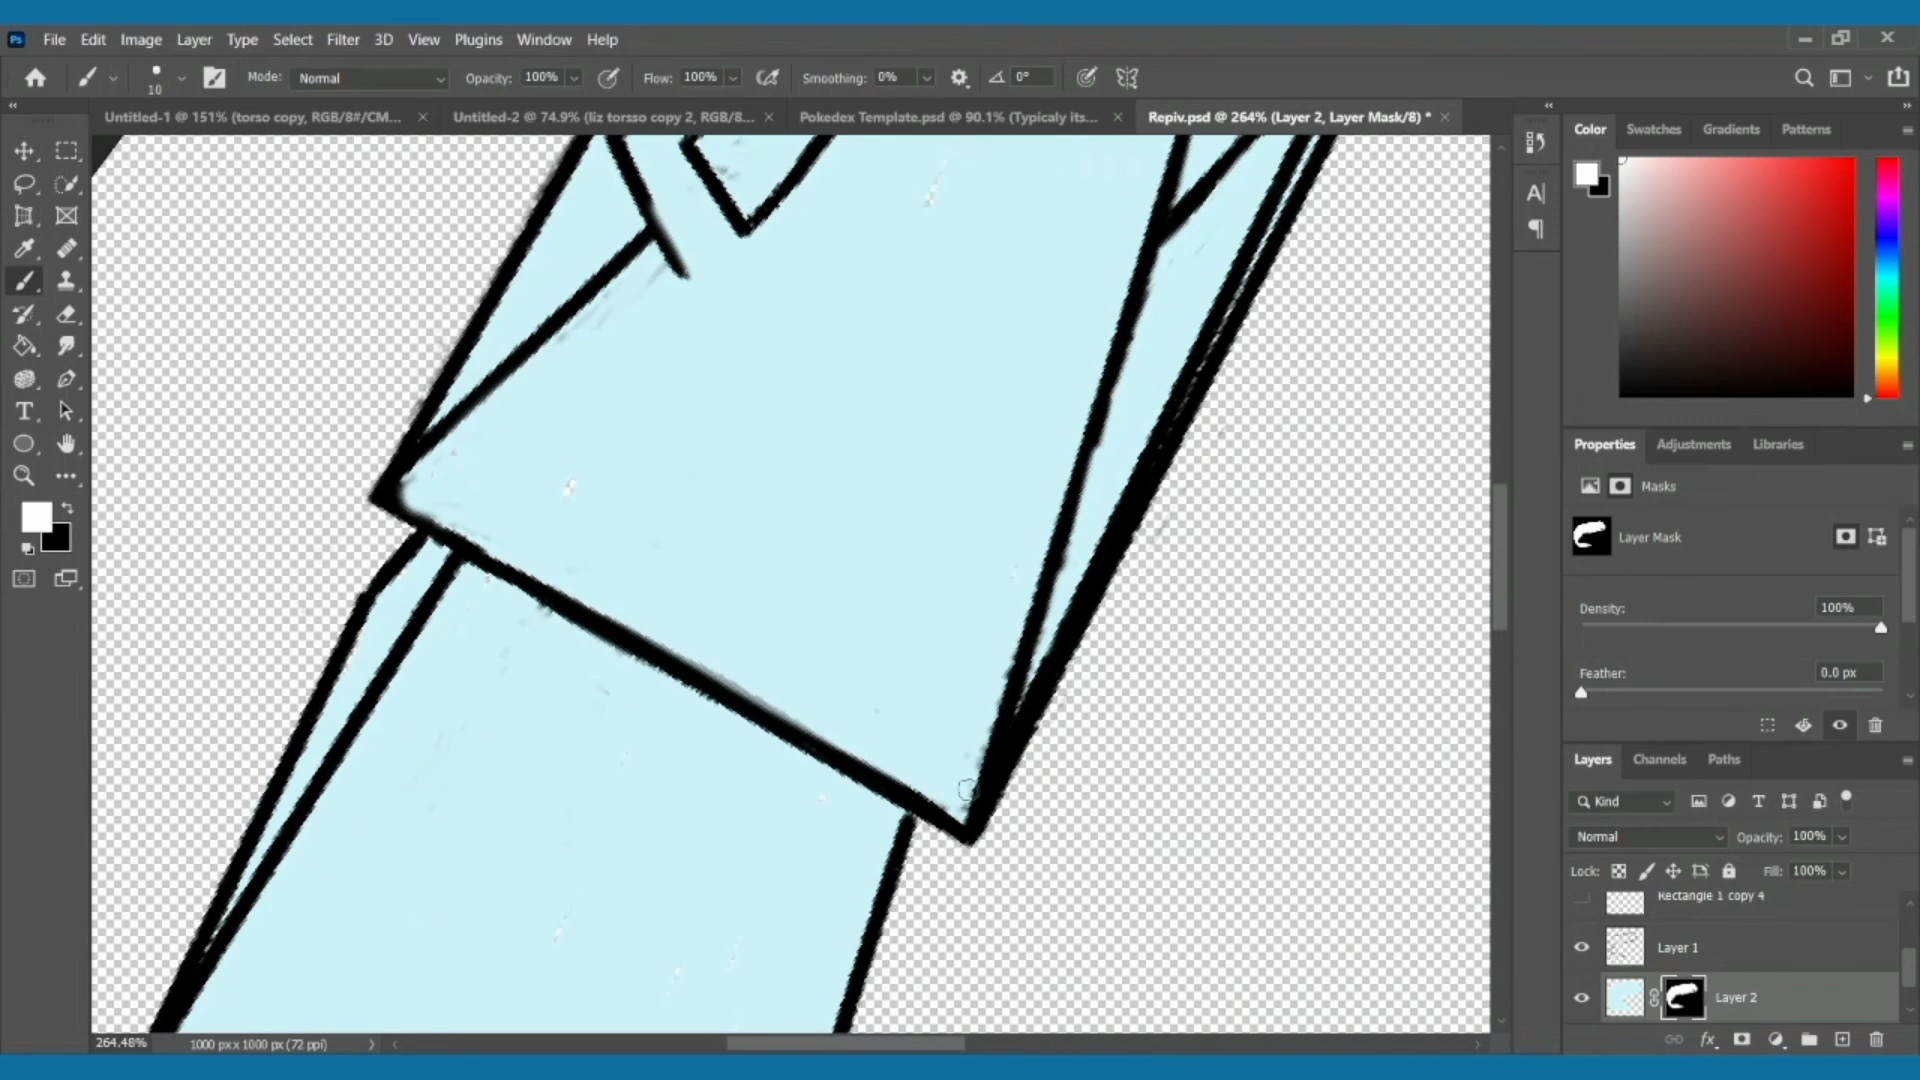 Ps File Edit Image Layer Type Select Filter 3D View Plugins Window Help
10 Mode: Normal Opacity: 100% Flow: 100% Smoothing: 0% 0°
Untitled-1 @ 151% (torso copy, RGB/8#/CM... Untitled-2 @ 74.9% (liz torsso copy 2, RGB/8... Pokedex Template.psd @ 90.1% (Typicaly its... Repiv.psd @ 264% (Layer 2, Layer Mask/8) *
Color Swatches Gradients Patterns
Properties Adjustments Libraries
Masks
Layer Mask
Density: 100%
Feather: 0.0 px
Layers Channels Paths
Kind
Normal Opacity: 100%
Lock: Fill: 100%
Rectangle 1 copy 4
Layer 1
Layer 2
264.48% 1000 px x 1000 px (72 ppi)